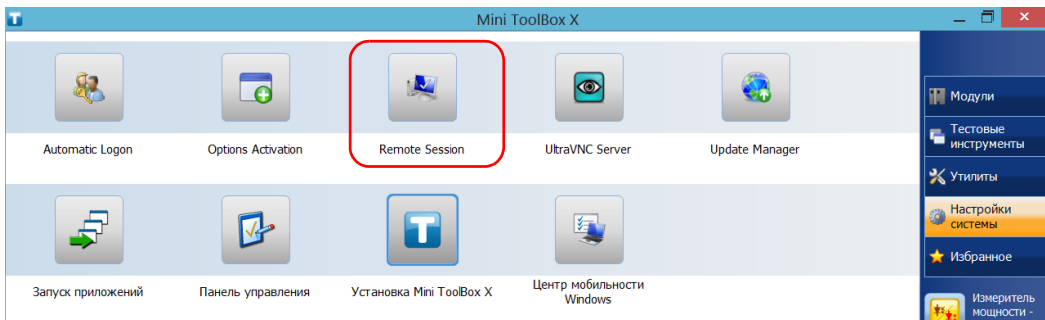 Mini ToolBox X
Automatic Logon
Options Activation
Remote Session
UltraVNC Server
Update Manager
Запуск приложений
Панель управления
Установка Mini ToolBox X
Центр мобильности
Windows
Модули
Тестовые
инструменты
Утилиты
Настройки
системы
Избранное
Измеритель
мощности -